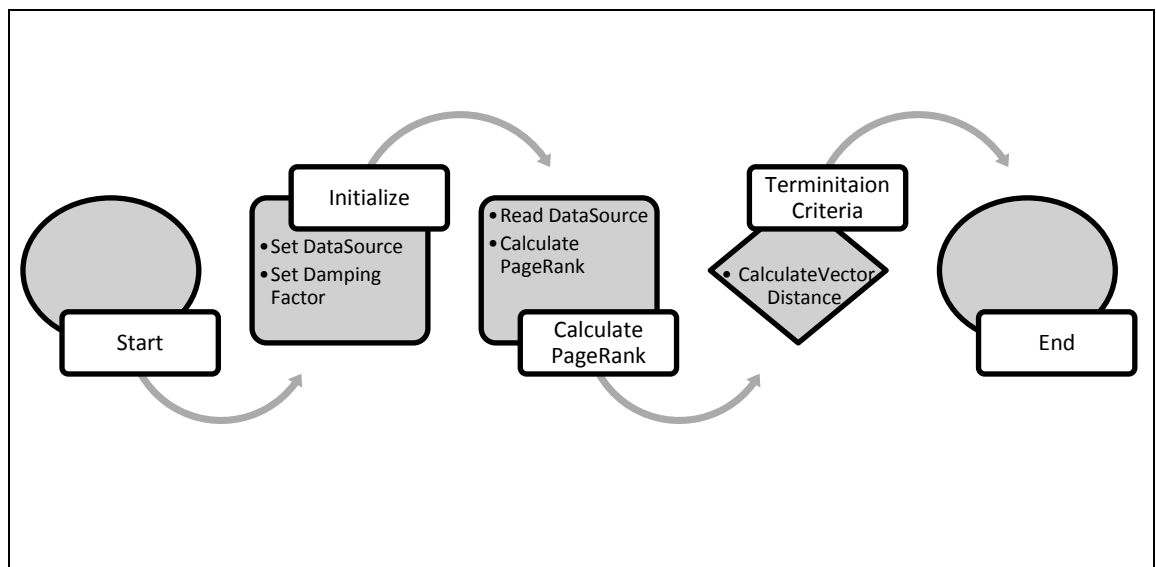 Start
Initialize
• Set DataSource
• Set Damping
Factor
• Read DataSource
• Calculate
PageRank
Calculate
PageRank
Terminitaion
Criteria
• CalculateVector
Distance
End